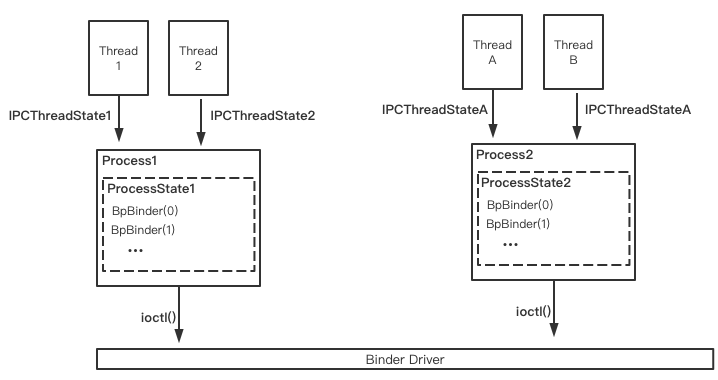 Thread
1
Thread
2
IPCThreadState1
IPCThreadState2
Process1
ProcessState1
BpBinder(0)
BpBinder(1)
...
ioctl()
Thread
A
Thread
B
IPCThreadStateA
IPCThreadStateA
Process2
ProcessState2
BpBinder(0)
BpBinder(1)
...
ioctl()
Binder Driver